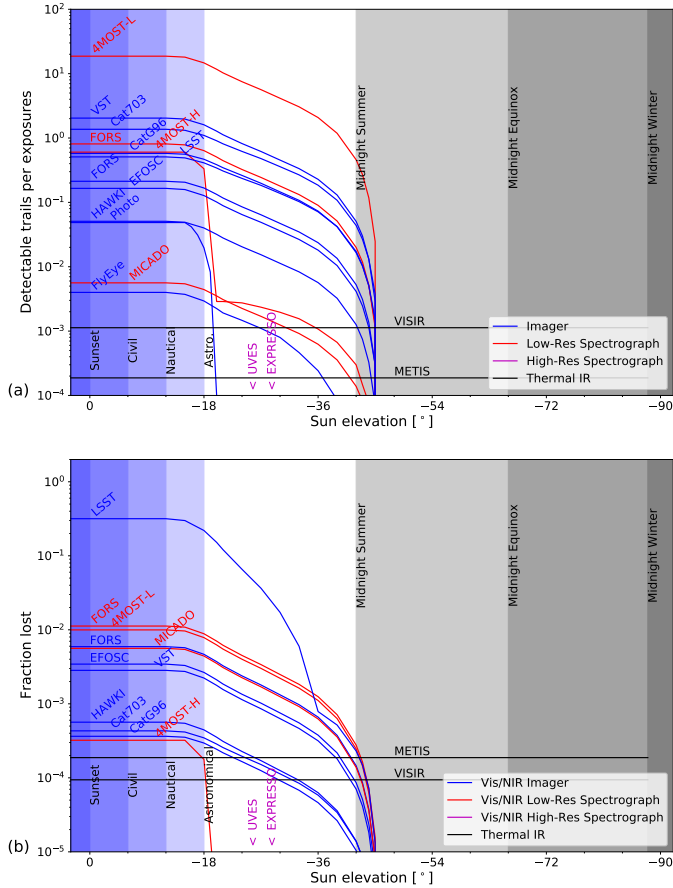 10²
10¹
10⁰
10⁻¹
10⁻²
10⁻³
10⁻⁴
Detectable trails per exposures
(a)
4MOST-L
VST
Cat703
CatG96
4MOST-H
LSST
FORS
FORS
EFOSC
HAWKI
Photo
FlyEye
MICADO
Sunset
Civil
Nautica
Astro.
< UVES
< EXPRESSO
Midnight Summer
Midnight Equinox
Midnight Winter
VISIR
METIS
Imager
Low-Res Spectrograph
High-Res Spectrograph
Thermal IR
0 −18 −36 −54 −72 −90
Sun elevation [°]
10⁰
10⁻¹
10⁻²
10⁻³
10⁻⁴
10⁻⁵
Fraction lost
(b)
LSST
FORS
4MOST-L
MICADO
FORS
VST
EFOSC
HAWKI
Cat703
CatG96
4MOST-H
Sunset
Civil
Nautical
Astronomical
< UVES
< EXPRESSO
Midnight Summer
Midnight Equinox
Midnight Winter
METIS
VISIR
Vis/NIR Imager
Vis/NIR Low-Res Spectrograph
Vis/NIR High-Res Spectrograph
Thermal IR
0 −18 −36 −54 −72 −90
Sun elevation [°]